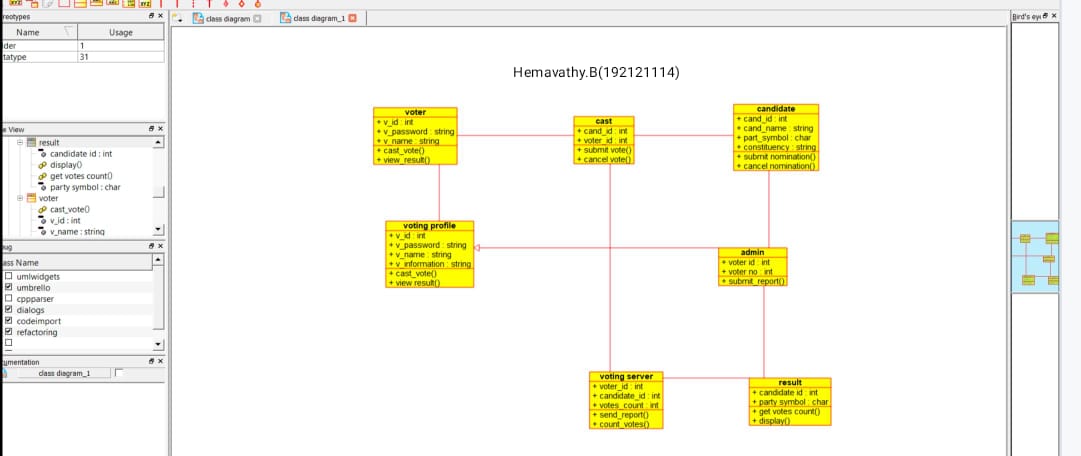 reotypes
class diagram
class diagram_1
Bird's eye
Name
Usage
der
1
tatype
31
Hemavathy.B(192121114)
e View
result
candidate id : int
display()
get votes count()
party symbol : char
voter
cast_vote()
v_id : int
v_name : string
ug
ass Name
umlwidgets
umbrello
cppparser
dialogs
codeimport
refactoring
cumentation
class diagram_1
voter
+ v_id : int
+ v_password : string
+ v_name : string
+ cast_vote()
+ view_result()
cast
+ cand_id : int
+ voter_id : int
+ submit vote()
+ cancel vote()
candidate
+ cand_id : int
+ cand_name : string
+ part_symbol : char
+ constituency : string
+ submit nomination()
+ cancel nomination()
voting profile
+ v_id : int
+ v_password : string
+ v_name : string
+ v_information : string
+ cast_vote()
+ view result()
admin
+ voter id : int
+ voter no : int
+ submit_report()
voting server
+ voter_id : int
+ candidate_id : int
+ votes_count : int
+ send_report()
+ count_votes()
result
+ candidate id : int
+ party symbol : char
+ get votes count()
+ display()